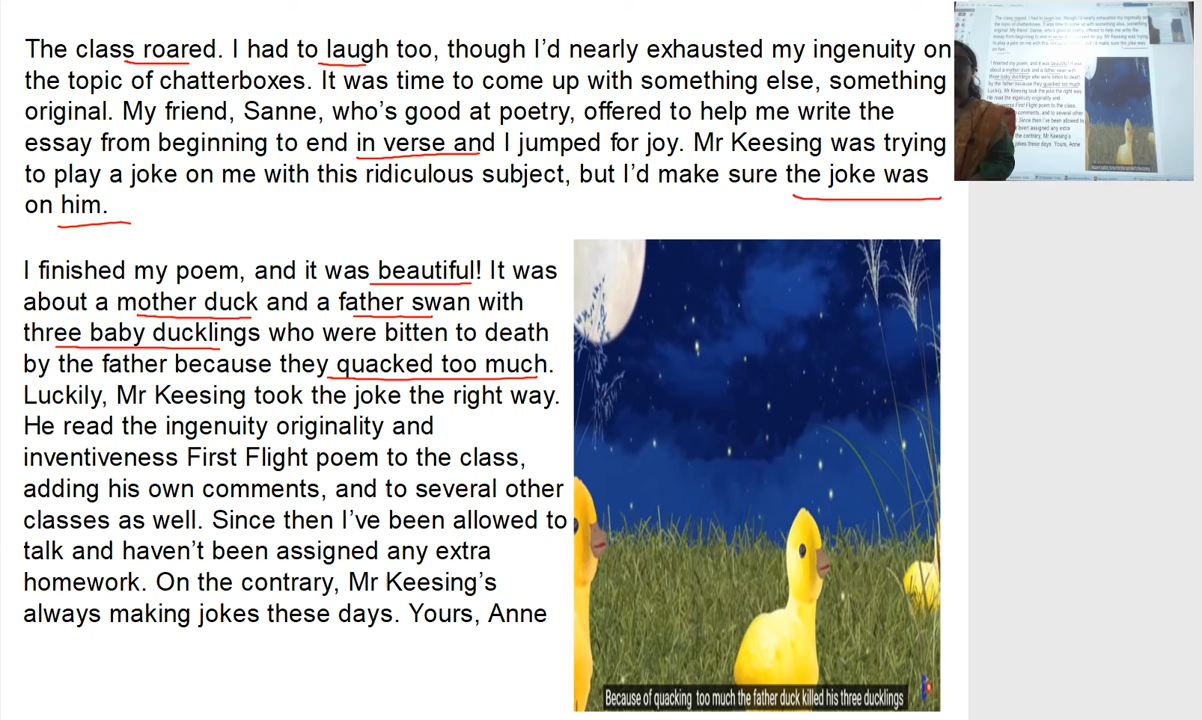 The class roared. I had to laugh to, though I'd nearly exhausted my ingenuity on
the topic of chatterboxes. It was time to come up with something else, something
original. My friend, Sanne, who's good at poetry, offered to help me write the
essay from beginning to end in verse and I jumped for joy. Mr Keesing was trying
to play a joke on me with this ridiculous subject, but I'd make sure the joke was
on him.
I finished my poem, and it was beautiful! It was
about a mother duck and a father swan with
three baby ducklings who were bitten to death
by the father because they quacked too much.
Luckily, Mr Keesing took the joke the right way.
He read the ingenuity originality and
inventiveness First Flight poem to the class,
adding his own comments, and to several other
classes as well. Since then I've been allowed to
talk and haven't been assigned any extra
homework. On the contrary, Mr Keesing's
always making jokes these days. Yours, Anne
Because of quacking too much the father duck killed his three ducklings